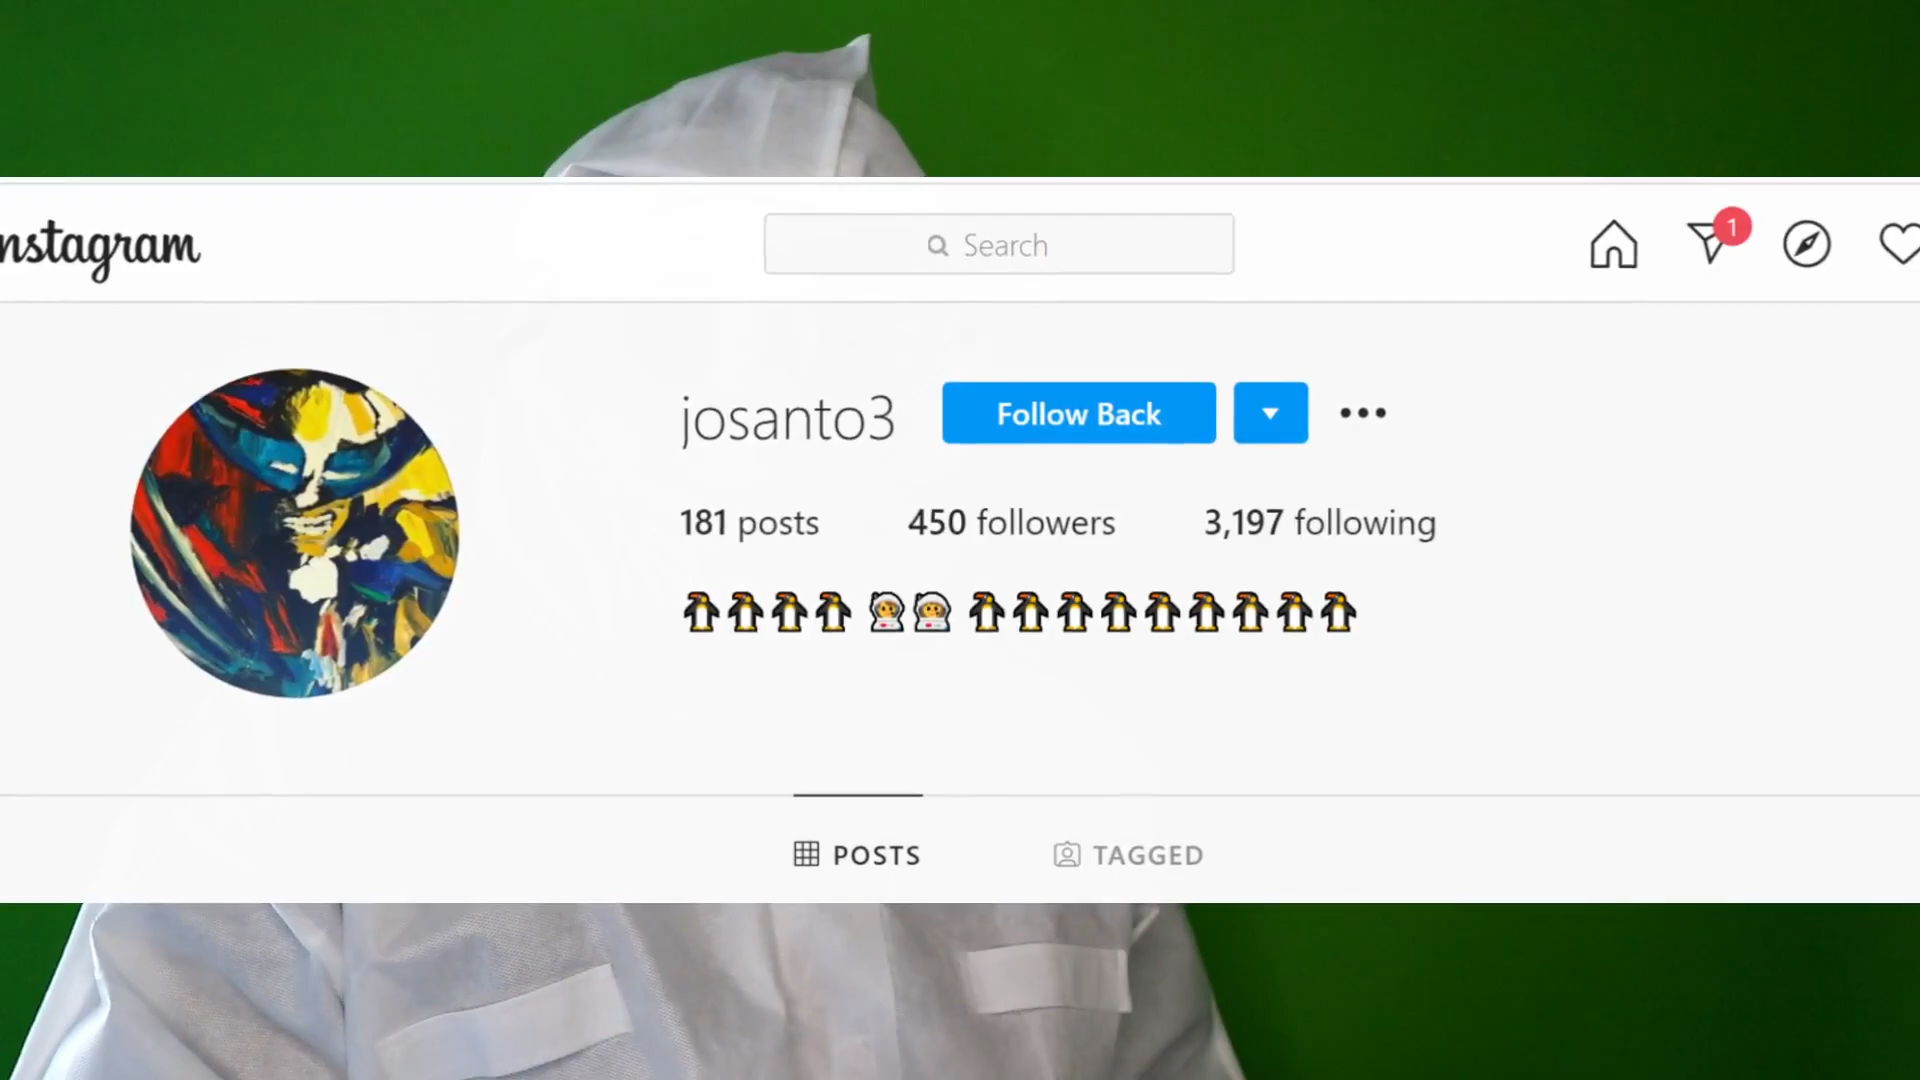 nstagram
Search
1
josanto3
Follow Back
181 posts 450 followers 3,197 following
🐧🐧🐧🐧 👩‍🚀👩‍🚀 🐧🐧🐧🐧🐧🐧🐧🐧🐧
POSTS
TAGGED